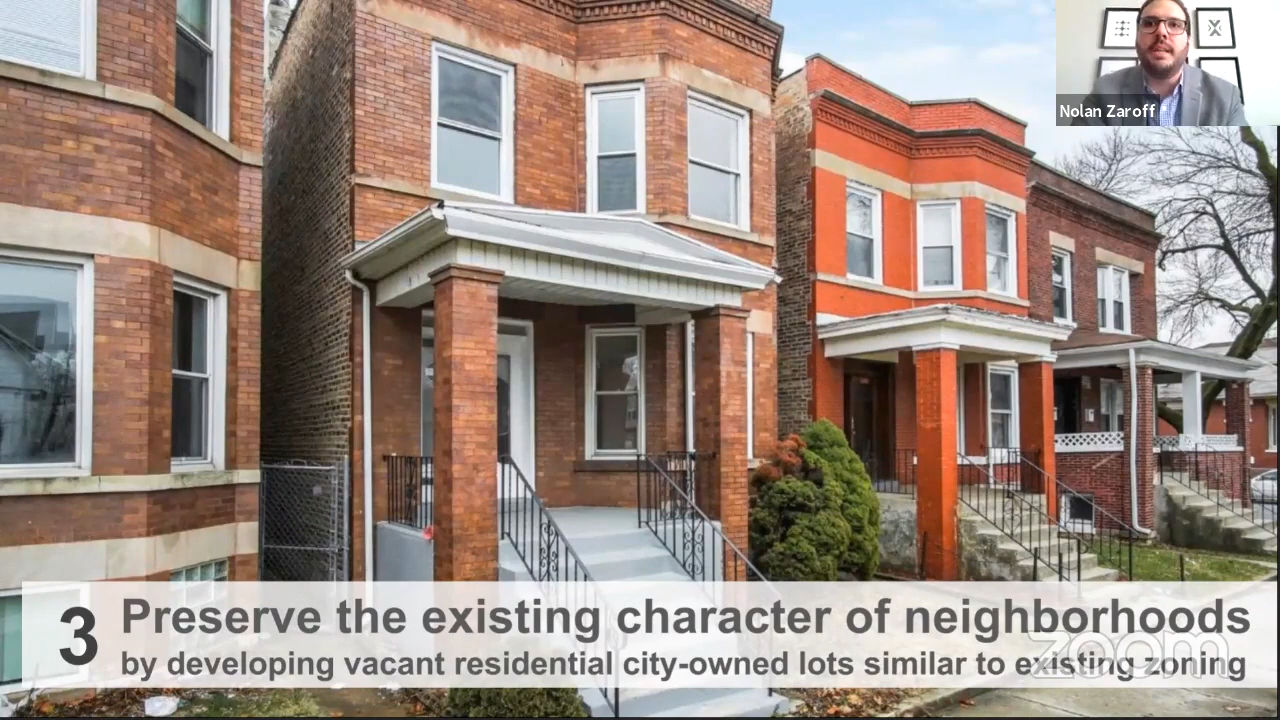 Nolan Zaroff
3 Preserve the existing character of neighborhoods
by developing vacant residential city-owned lots similar to existing zoning
zoom